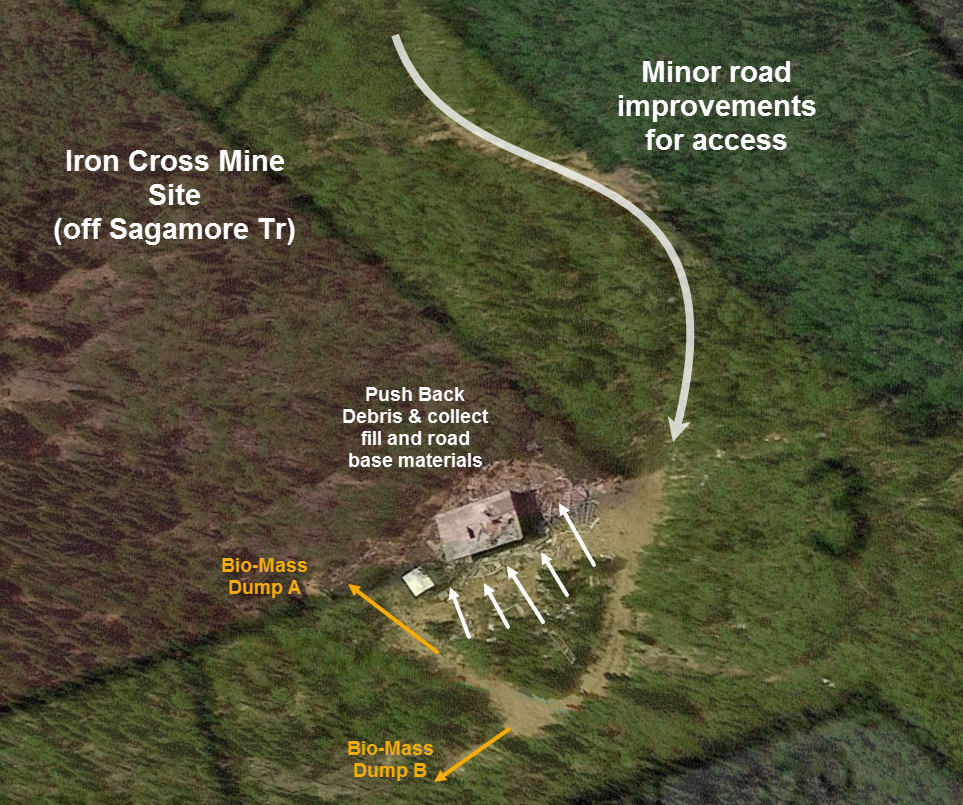 Minor road
improvements
for access
Iron Cross Mine
Site
(off Sagamore Tr)
Push Back
Debris & collect
fill and road
base materials
Bio-Mass
Dump A
Bio-Mass
Dump B